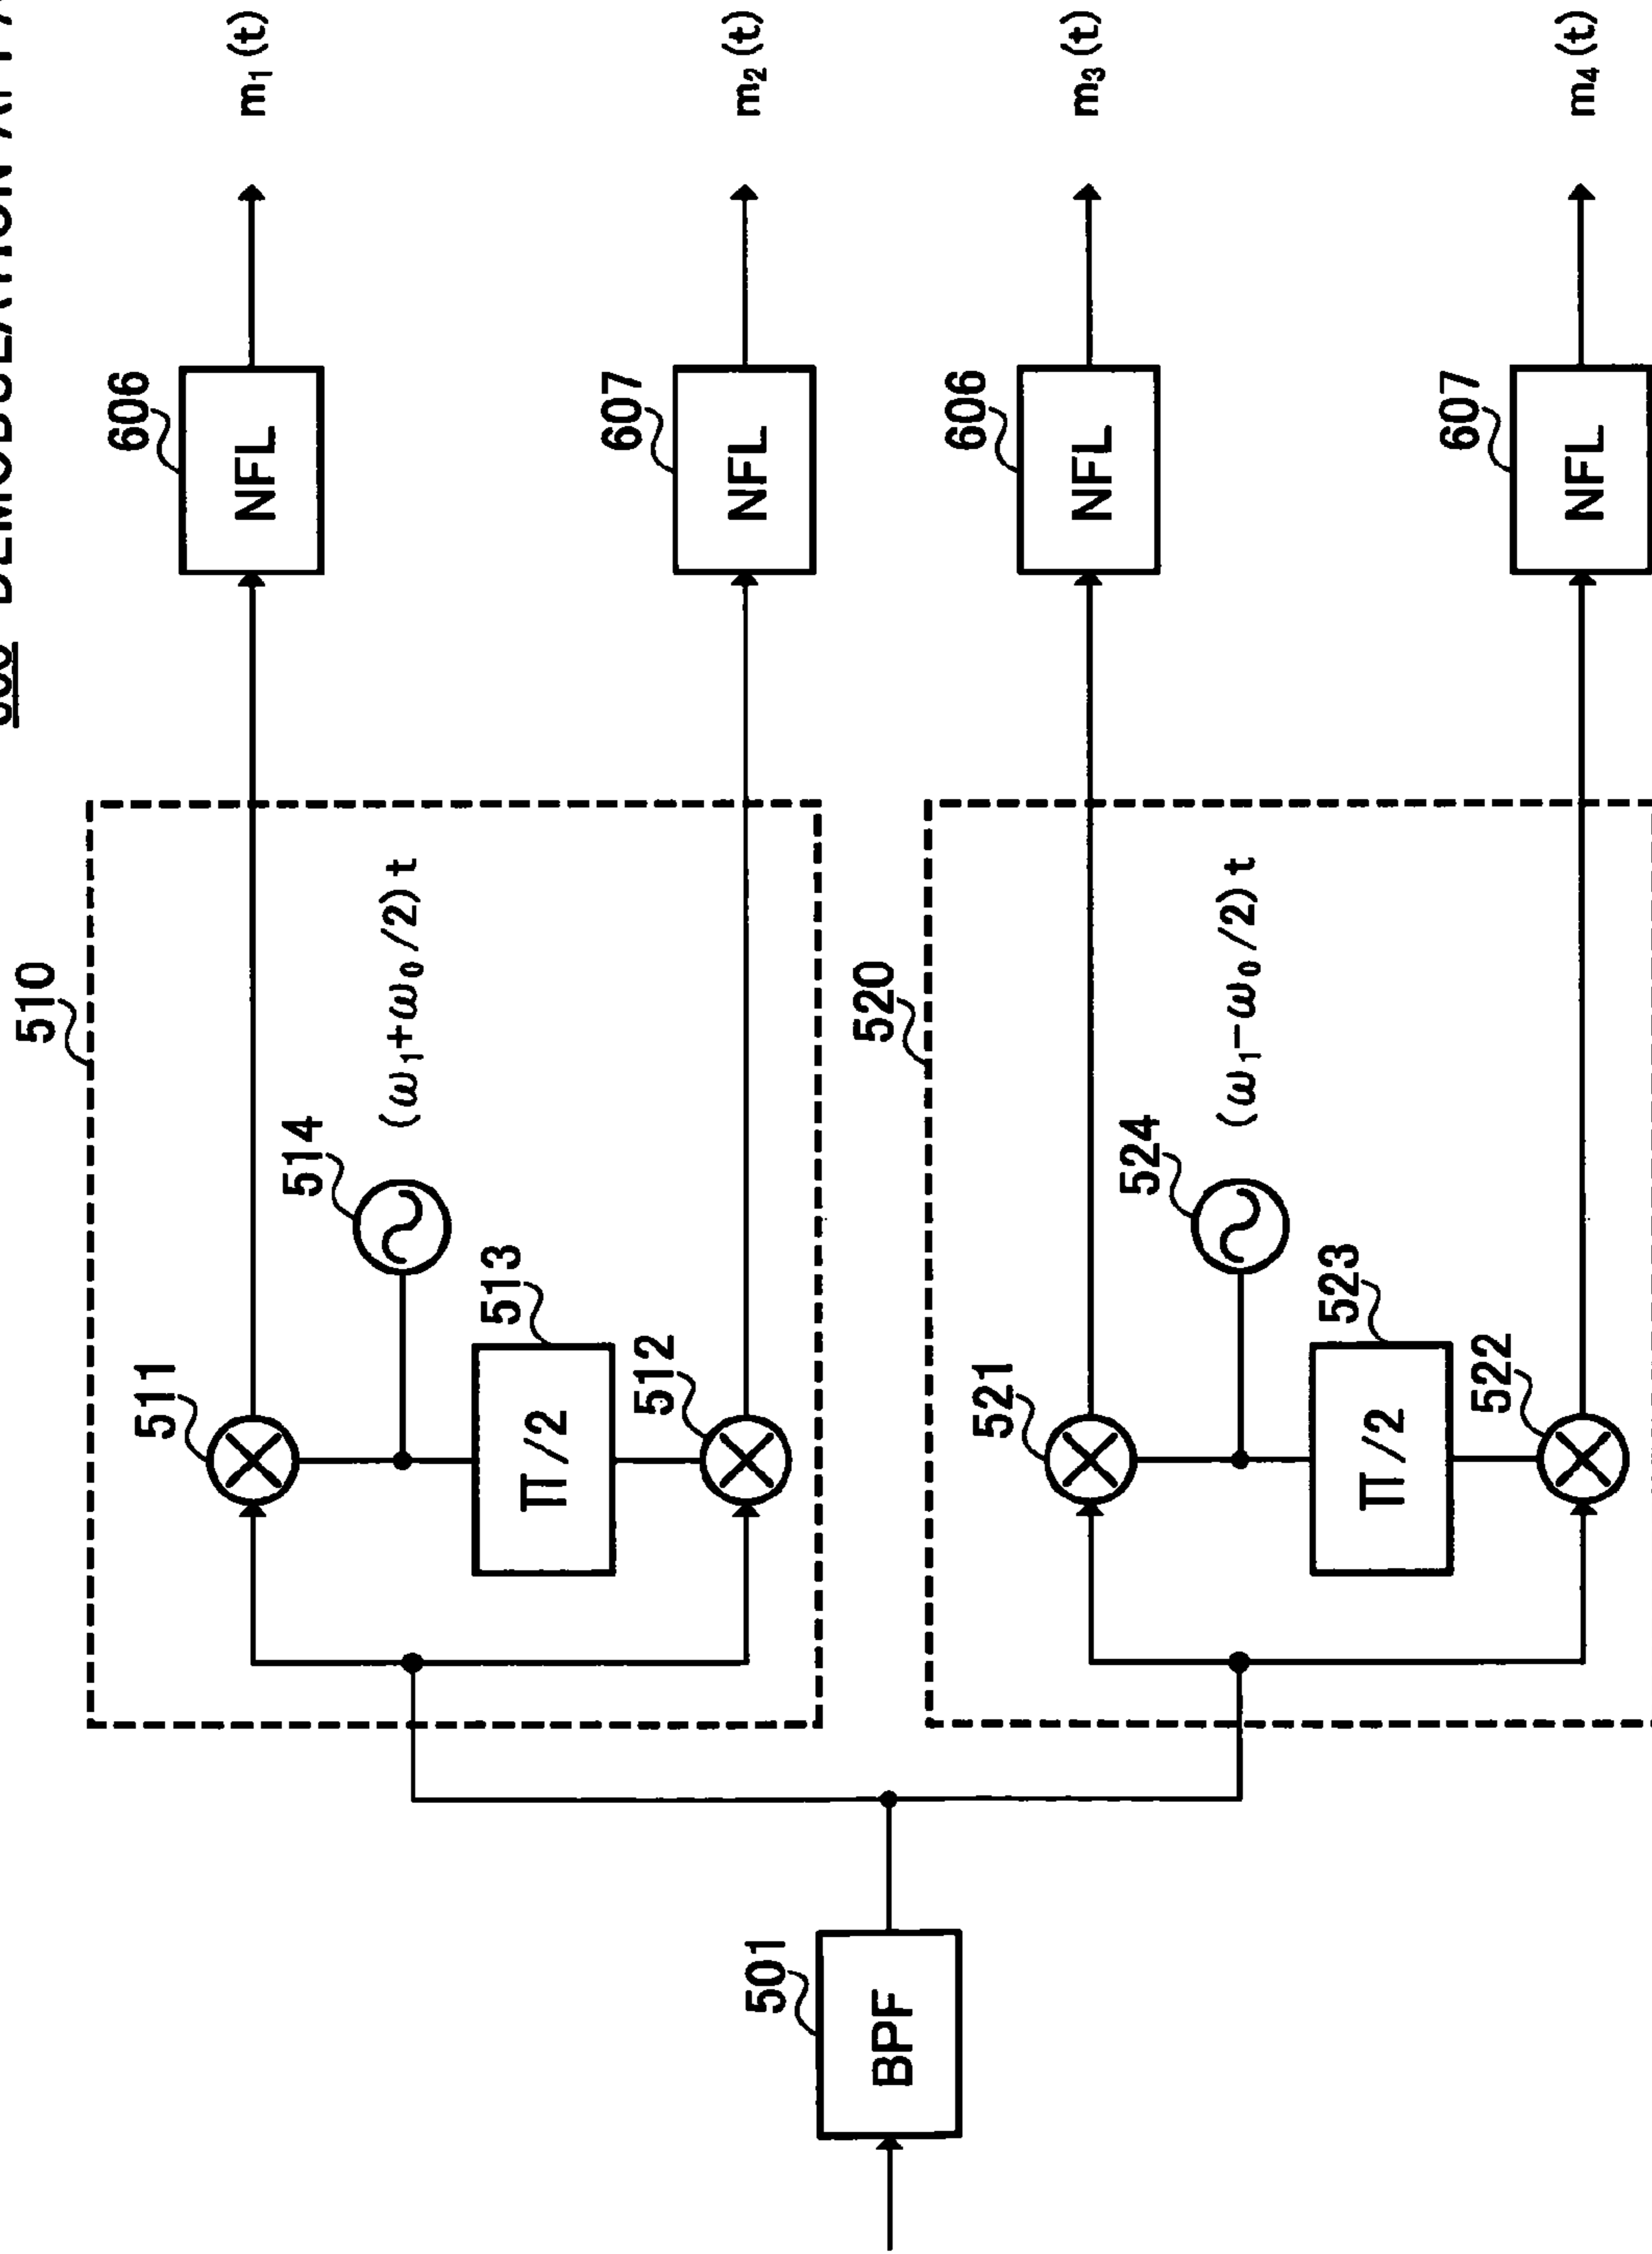 DEMODULATION
510
606
511
NFL
m₁(t)
514
(ω₁+ω₀/2)t
513
Π/2
607
512
NFL
m₂(t)
501
BPF
520
606
521
NFL
m₃(t)
524
(ω₁−ω₀/2)t
523
Π/2
607
522
NFL
m₄(t)